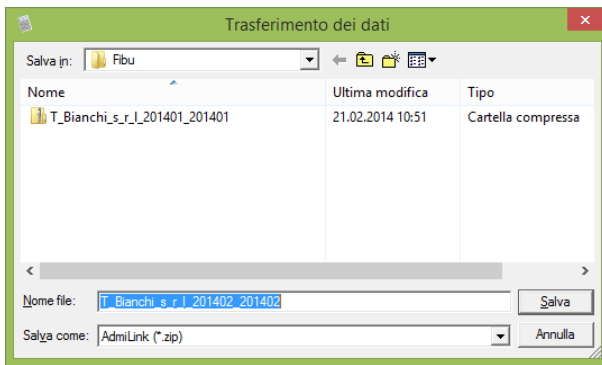 Trasferimento dei dati
Salva in: Fibu
Nome Ultima modifica Tipo
T_Bianchi_s_r_l_201401_201401 21.02.2014 10:51 Cartella compressa
Nome file: T_Bianchi_s_r_l_201402_201402 Salva
Salva come: AdmiLink (*.zip) Annulla